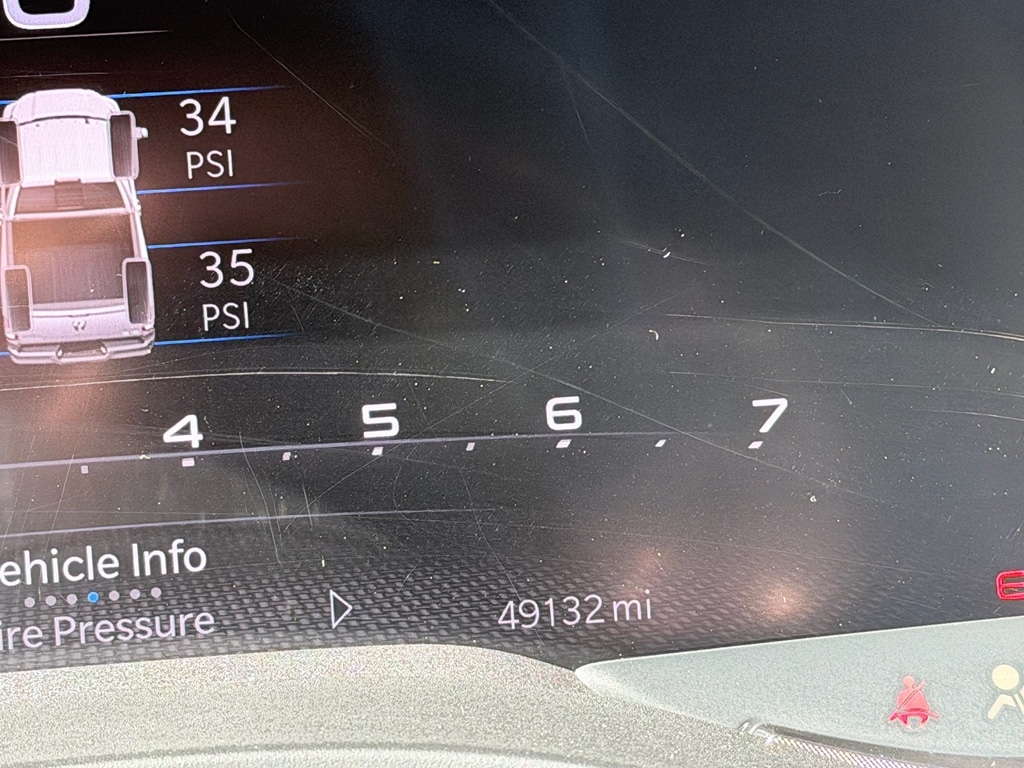 34
PSI
35
PSI
4 5 6 7
ehicle Info
ire Pressure
49132 mi